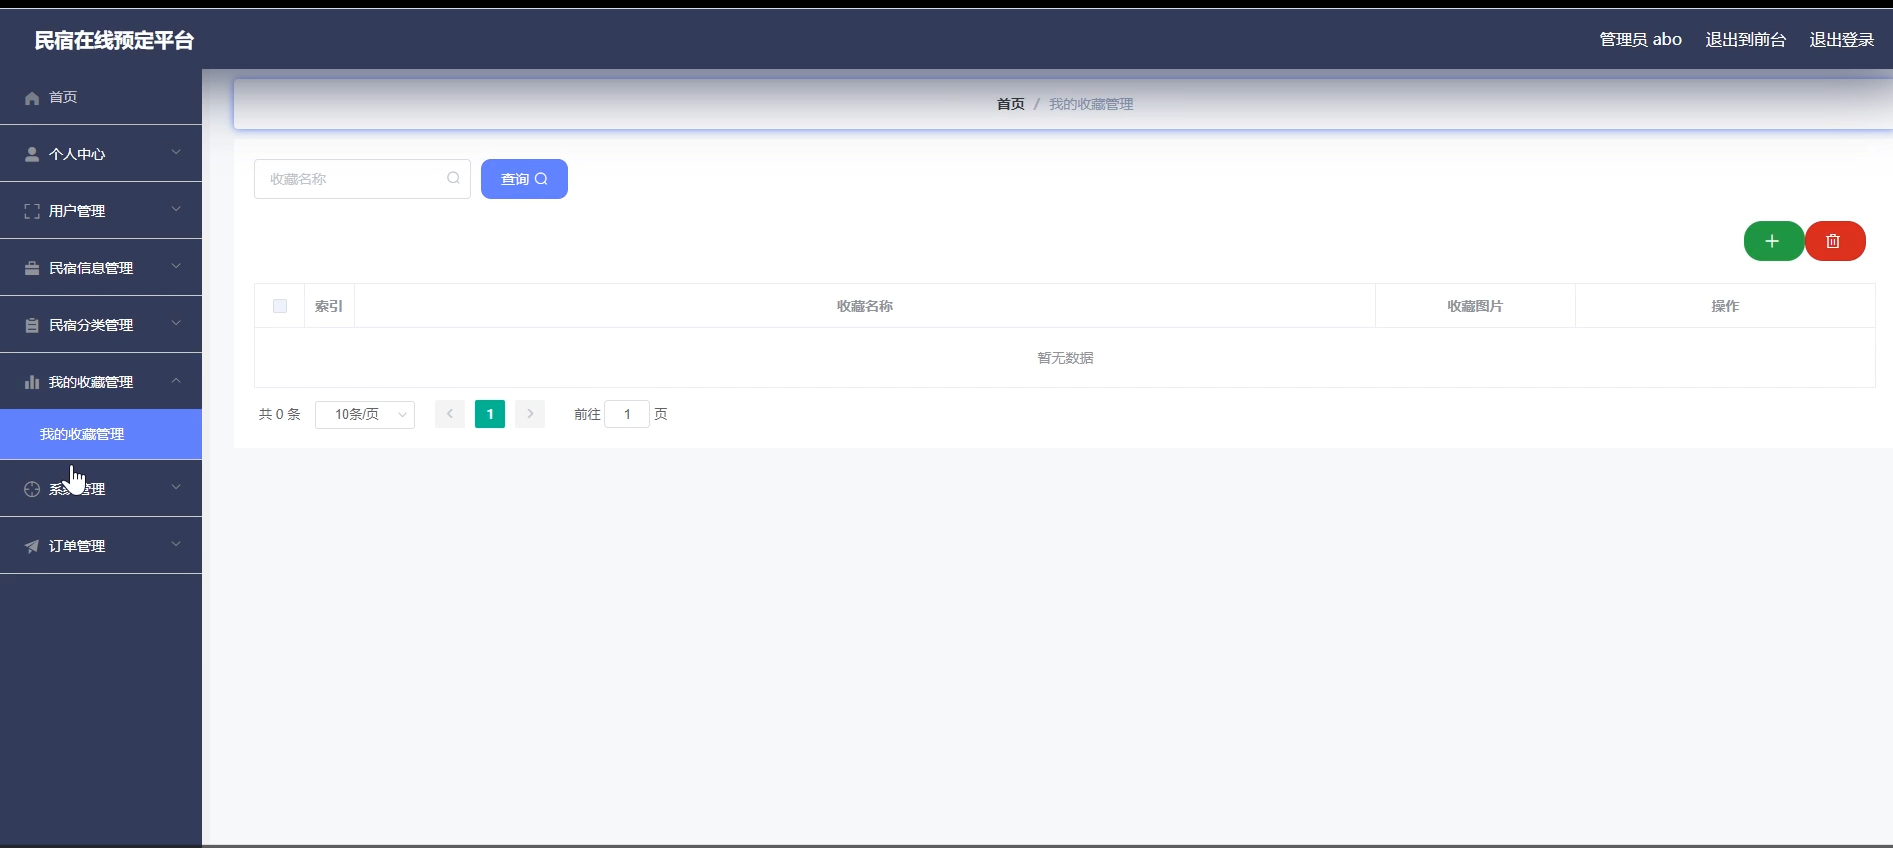 民宿在线预定平台
管理员 abo 退出到前台 退出登录
首页
个人中心
用户管理
民宿信息管理
民宿分类管理
我的收藏管理
我的收藏管理
管理
订单管理
首页 / 我的收藏管理
收藏名称 查询
索引 收藏名称 收藏图片 操作
暂无数据
共 0 条 10条/页 1 前往 1 页